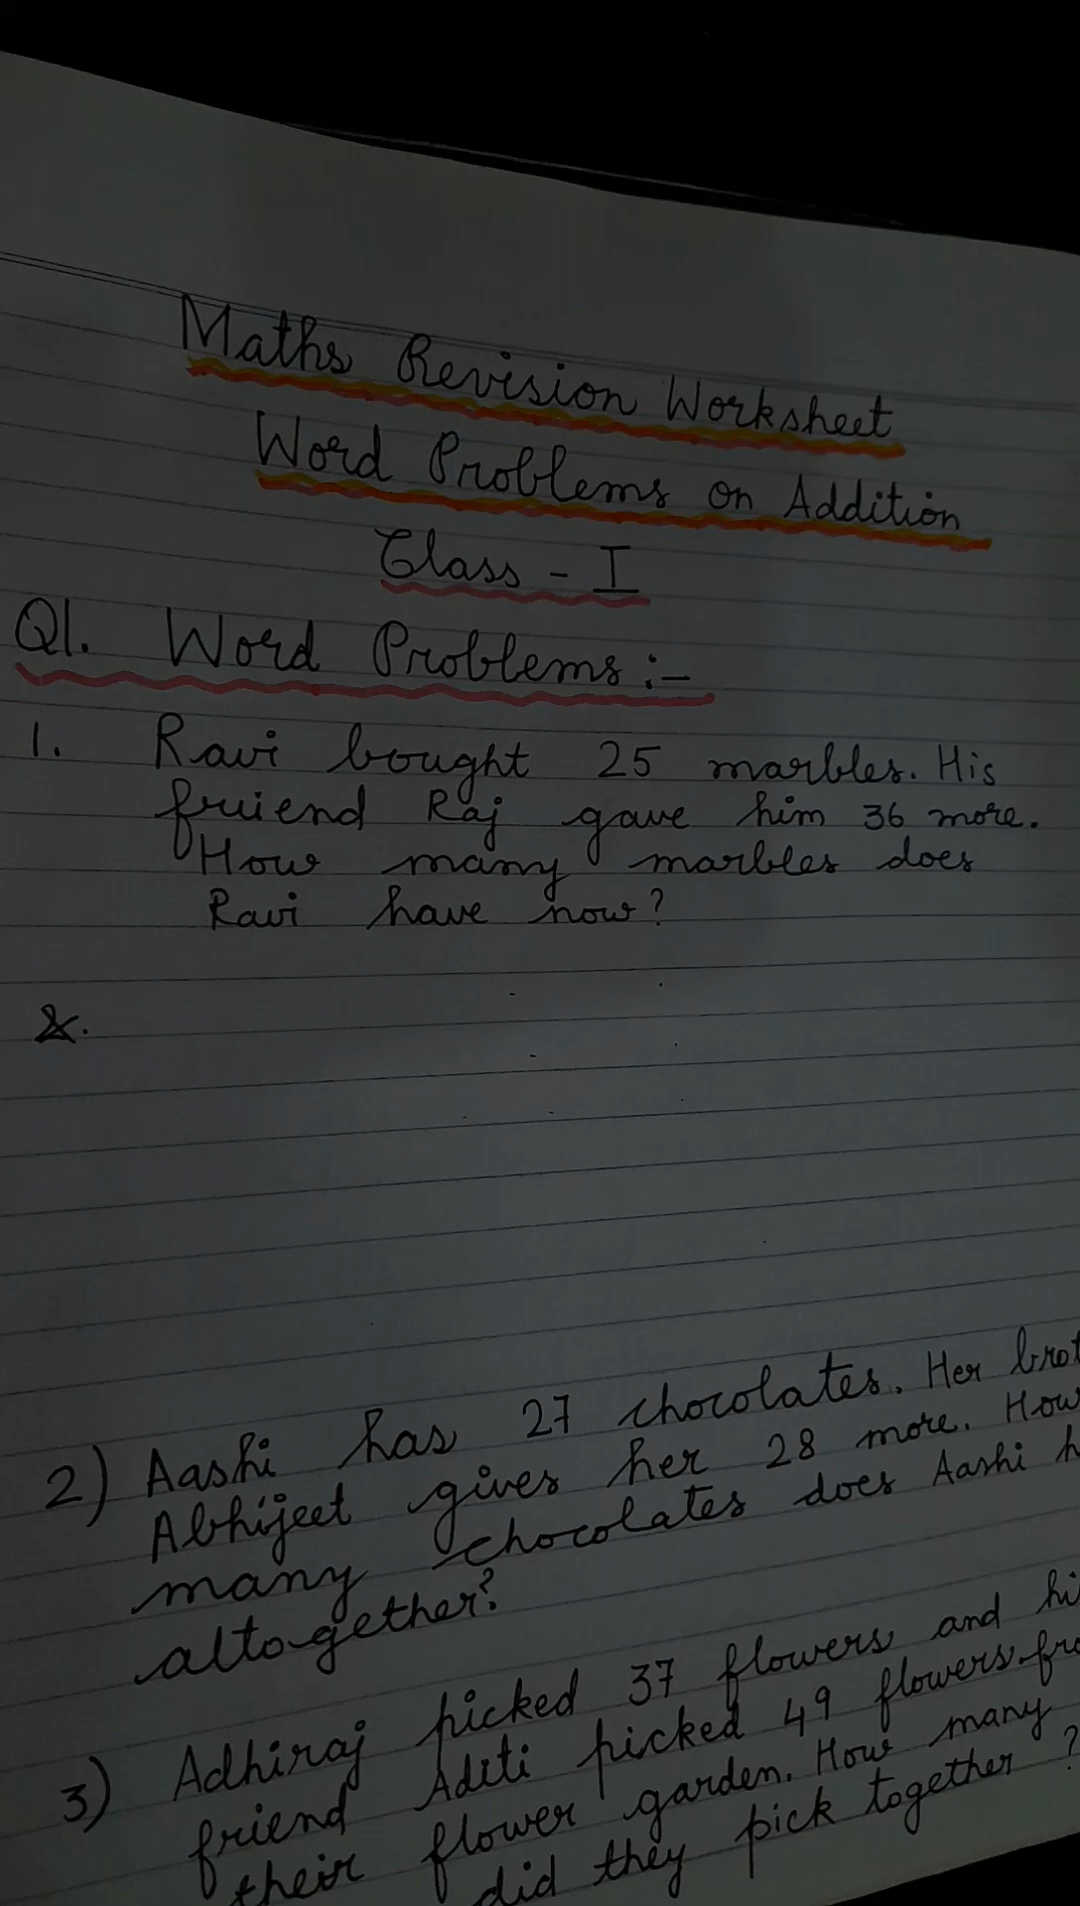 Maths Revision Worksheet
Word Problems on Addition
Class - I
Q1. Word Problems :-
1. Ravi bought 25 marbles. His
friend Raj gave him 36 more.
How many marbles does
Ravi have now?
2) Aashi has 27 chocolates. Her brot
Abhijeet gives her 28 more. How
many chocolates does Aashi h
altogether?
3) Adhiraj picked 37 flowers and hi
friend Aditi picked 49 flowers fro
their flower garden. How many
did they pick together ?